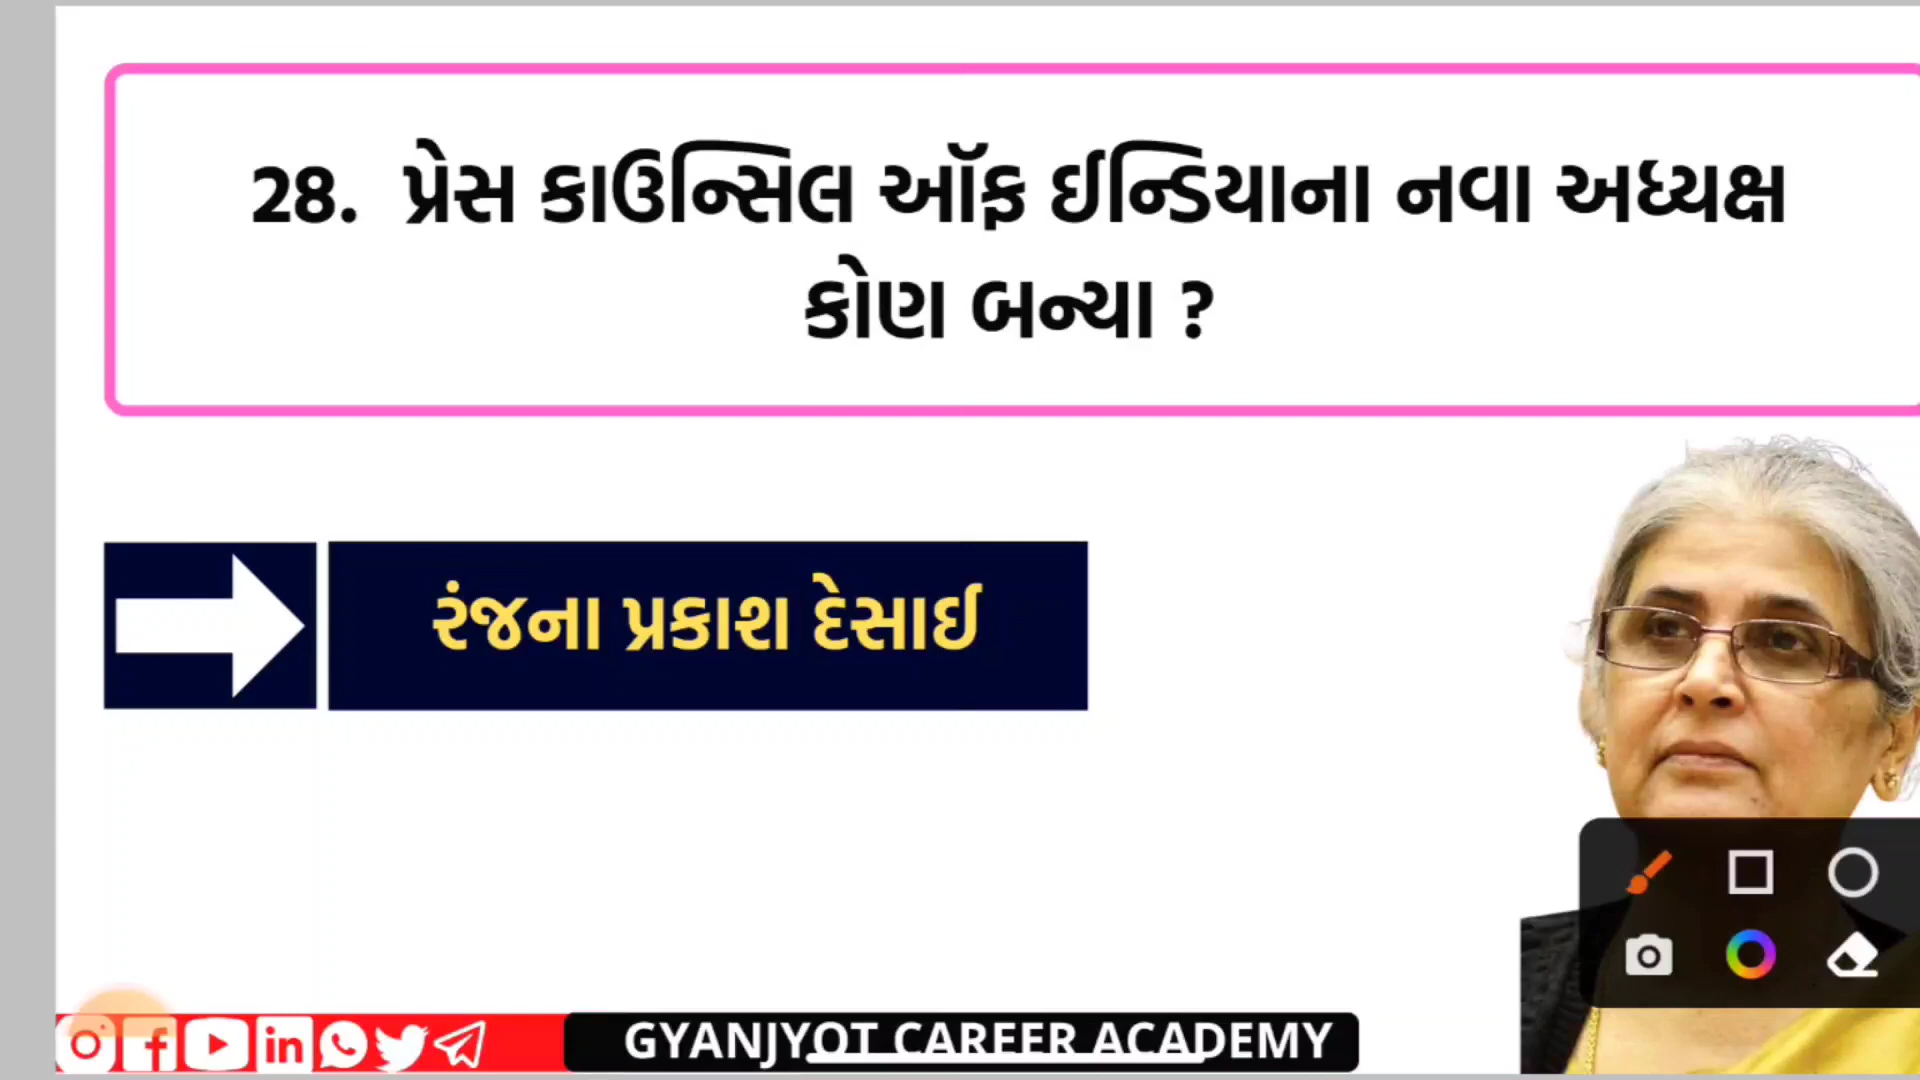 28. પ્રેસ કાઉન્સિલ ઑફ ઈન્ડિયાના નવા અધ્યક્ષ
કોણ બન્યા ?
રંજના પ્રકાશ દેસાઈ
GYANJYOT CAREER ACADEMY